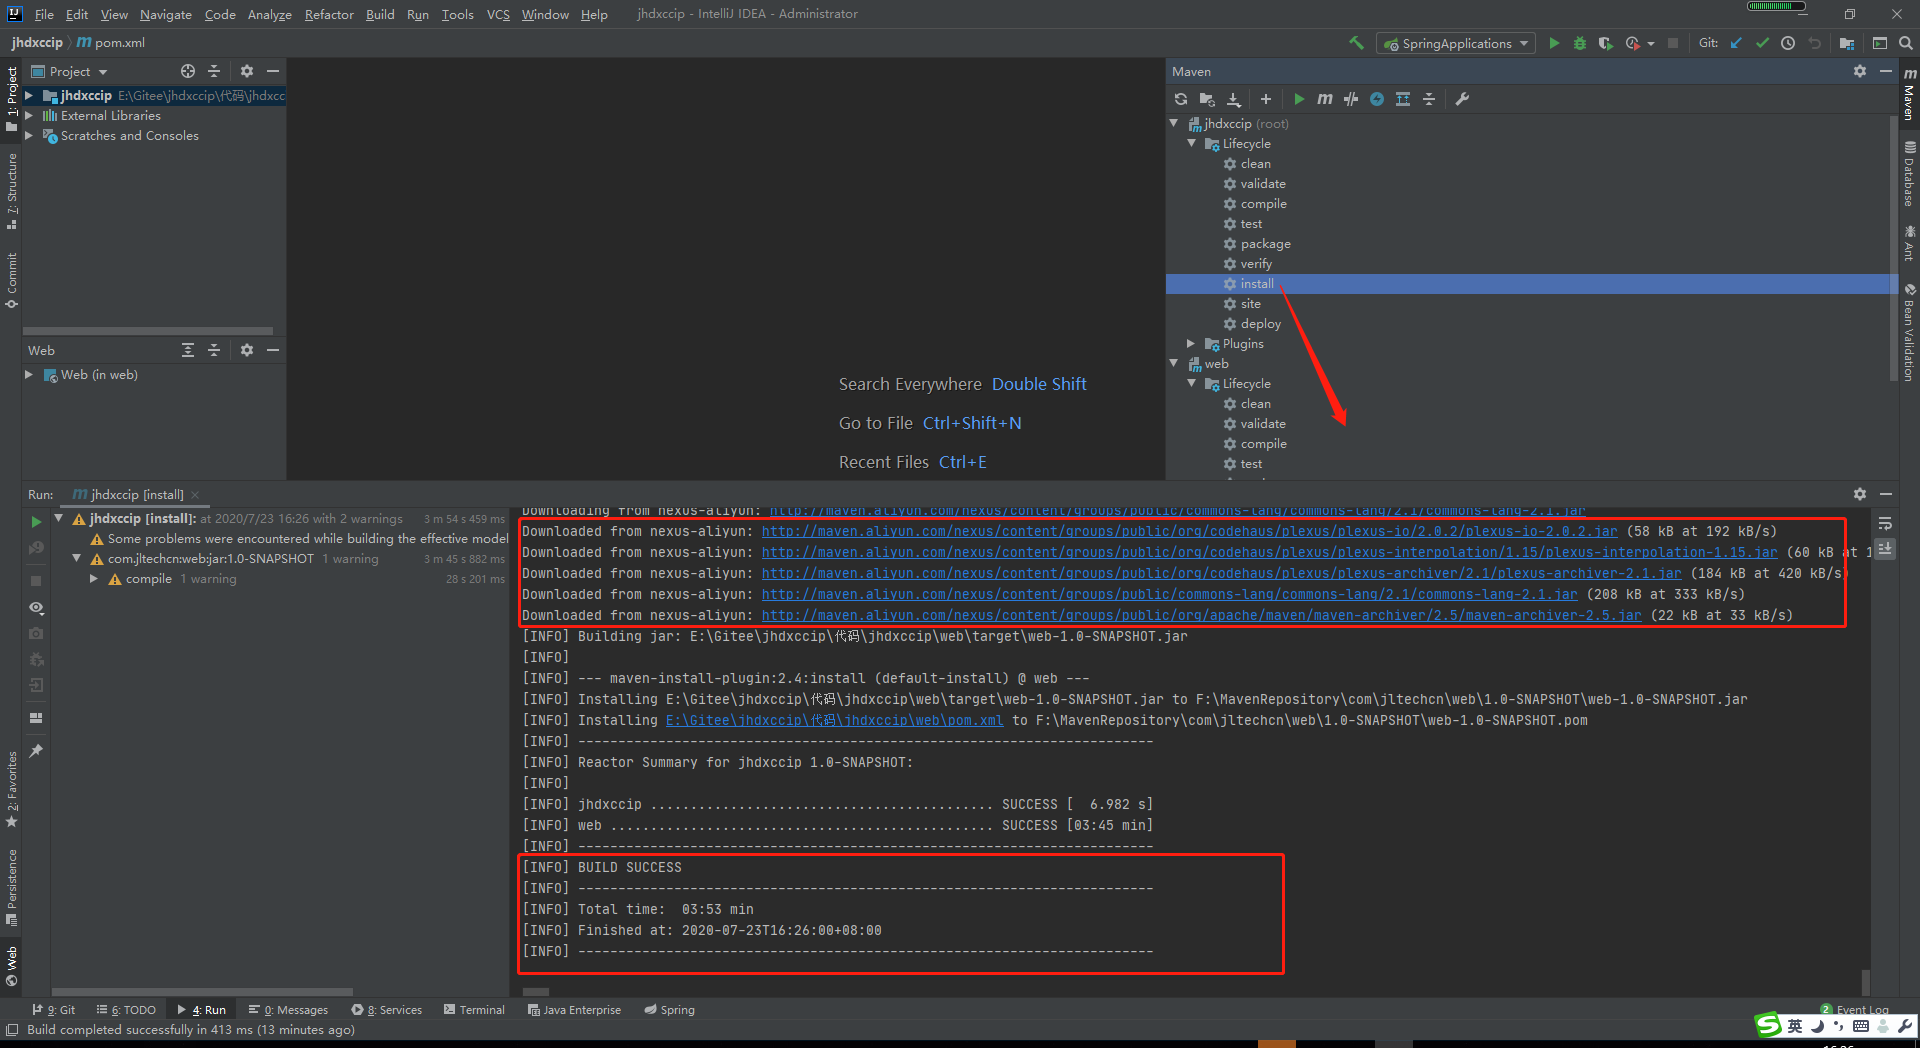 File Edit View Navigate Code Analyze Refactor Build Run Tools VCS Window Help jhdxccip - IntelliJ IDEA - Administrator
jhdxccip pom.xml
SpringApplications Git:
Project
jhdxccip E:\Gitee\jhdxccip\代码\jhdxcc
External Libraries
Scratches and Consoles
1: Project
7: Structure
Commit
2: Favorites
Persistence
Web
Web
Web (in web)
Search Everywhere Double Shift
Go to File Ctrl+Shift+N
Recent Files Ctrl+E
Maven
jhdxccip (root)
Lifecycle
clean
validate
compile
test
package
verify
install
site
deploy
Plugins
web
Lifecycle
clean
validate
compile
test
Maven
Database
Ant
Bean Validation
Run: jhdxccip [install]
jhdxccip [install]: at 2020/7/23 16:26 with 2 warnings 3 m 54 s 459 ms
Some problems were encountered while building the effective model
com.jltechcn:web:jar:1.0-SNAPSHOT 1 warning 3 m 45 s 882 ms
compile 1 warning 28 s 201 ms
Downloading from nexus-aliyun: http://maven.aliyun.com/nexus/content/groups/public/commons-lang/commons-lang/2.1/commons-lang-2.1.jar
Downloaded from nexus-aliyun: http://maven.aliyun.com/nexus/content/groups/public/org/codehaus/plexus/plexus-io/2.0.2/plexus-io-2.0.2.jar (58 kB at 192 kB/s)
Downloaded from nexus-aliyun: http://maven.aliyun.com/nexus/content/groups/public/org/codehaus/plexus/plexus-interpolation/1.15/plexus-interpolation-1.15.jar (60 kB at 1
Downloaded from nexus-aliyun: http://maven.aliyun.com/nexus/content/groups/public/org/codehaus/plexus/plexus-archiver/2.1/plexus-archiver-2.1.jar (184 kB at 420 kB/s)
Downloaded from nexus-aliyun: http://maven.aliyun.com/nexus/content/groups/public/commons-lang/commons-lang/2.1/commons-lang-2.1.jar (208 kB at 333 kB/s)
Downloaded from nexus-aliyun: http://maven.aliyun.com/nexus/content/groups/public/org/apache/maven/maven-archiver/2.5/maven-archiver-2.5.jar (22 kB at 33 kB/s)
[INFO] Building jar: E:\Gitee\jhdxccip\代码\jhdxccip\web\target\web-1.0-SNAPSHOT.jar
[INFO]
[INFO] --- maven-install-plugin:2.4:install (default-install) @ web ---
[INFO] Installing E:\Gitee\jhdxccip\代码\jhdxccip\web\target\web-1.0-SNAPSHOT.jar to F:\MavenRepository\com\jltechcn\web\1.0-SNAPSHOT\web-1.0-SNAPSHOT.jar
[INFO] Installing E:\Gitee\jhdxccip\代码\jhdxccip\web\pom.xml to F:\MavenRepository\com\jltechcn\web\1.0-SNAPSHOT\web-1.0-SNAPSHOT.pom
[INFO] ------------------------------------------------------------------------
[INFO] Reactor Summary for jhdxccip 1.0-SNAPSHOT:
[INFO]
[INFO] jhdxccip ........................................... SUCCESS [  6.982 s]
[INFO] web ................................................ SUCCESS [03:45 min]
[INFO] ------------------------------------------------------------------------
[INFO] BUILD SUCCESS
[INFO] ------------------------------------------------------------------------
[INFO] Total time:  03:53 min
[INFO] Finished at: 2020-07-23T16:26:00+08:00
[INFO] ------------------------------------------------------------------------
9: Git 6: TODO 4: Run 0: Messages 8: Services Terminal Java Enterprise Spring 2 Event Log
Build completed successfully in 413 ms (13 minutes ago)
英